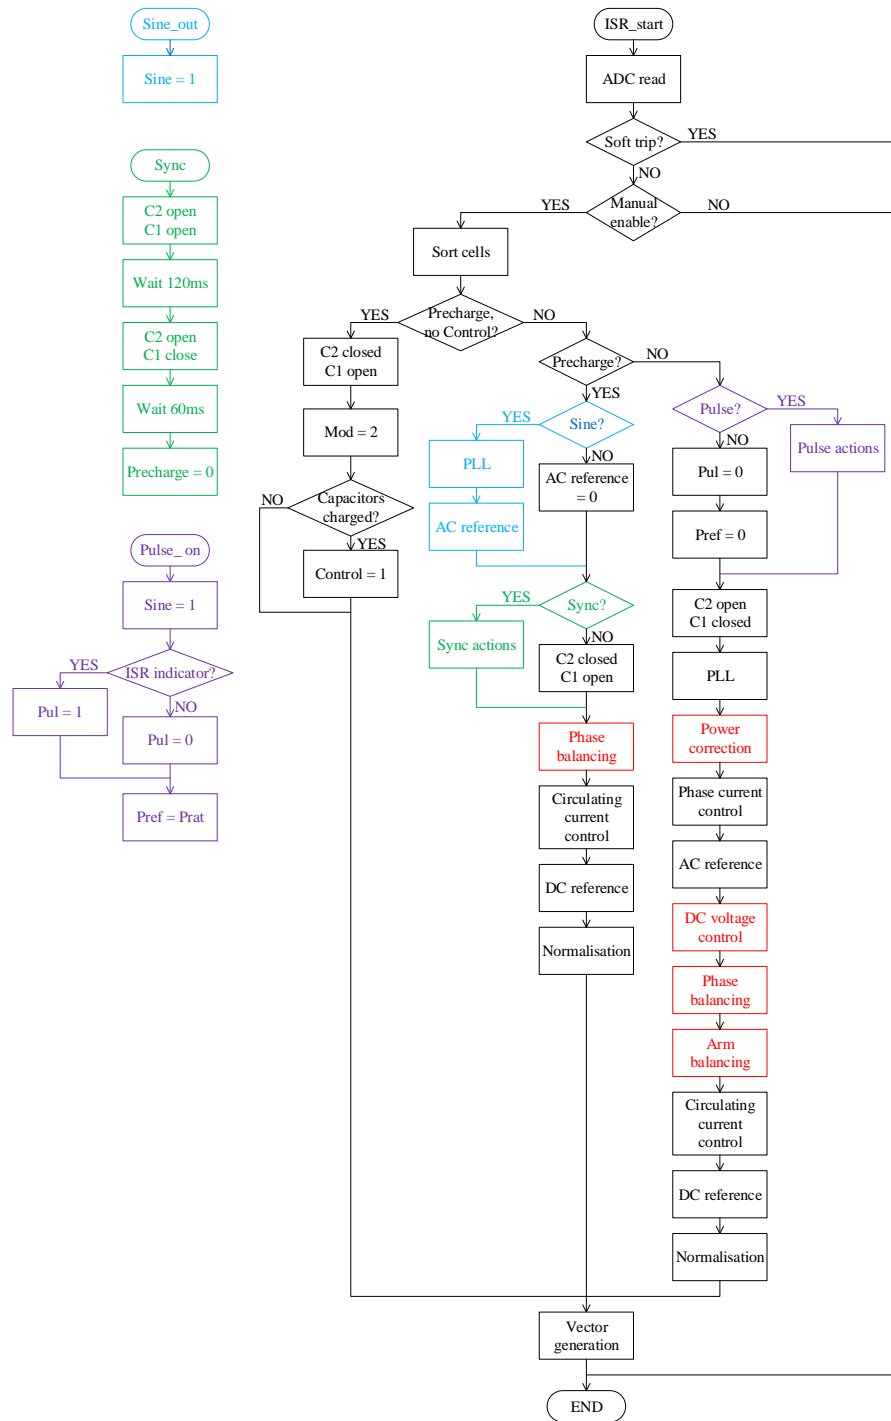 Sine_out
Sine = 1
Sync
C2 open
C1 open
Wait 120ms
C2 open
C1 close
Wait 60ms
Precharge = 0
Pulse_ on
Sine = 1
ISR indicator?
YES
NO
Pul = 1
Pul = 0
Pref = Prat
ISR_start
ADC read
Soft trip?
YES
NO
Manual
enable?
YES
NO
Sort cells
Precharge,
no Control?
YES
NO
C2 closed
C1 open
Mod = 2
Capacitors
charged?
NO
YES
Control = 1
Precharge?
NO
YES
Sine?
YES
NO
PLL
AC reference
AC reference
= 0
Sync?
YES
NO
Sync actions
C2 closed
C1 open
Phase
balancing
Circulating
current
control
DC reference
Normalisation
Pulse?
YES
NO
Pulse actions
Pul = 0
Pref = 0
C2 open
C1 closed
PLL
Power
correction
Phase current
control
AC reference
DC voltage
control
Phase
balancing
Arm
balancing
Circulating
current
control
DC reference
Normalisation
Vector
generation
END